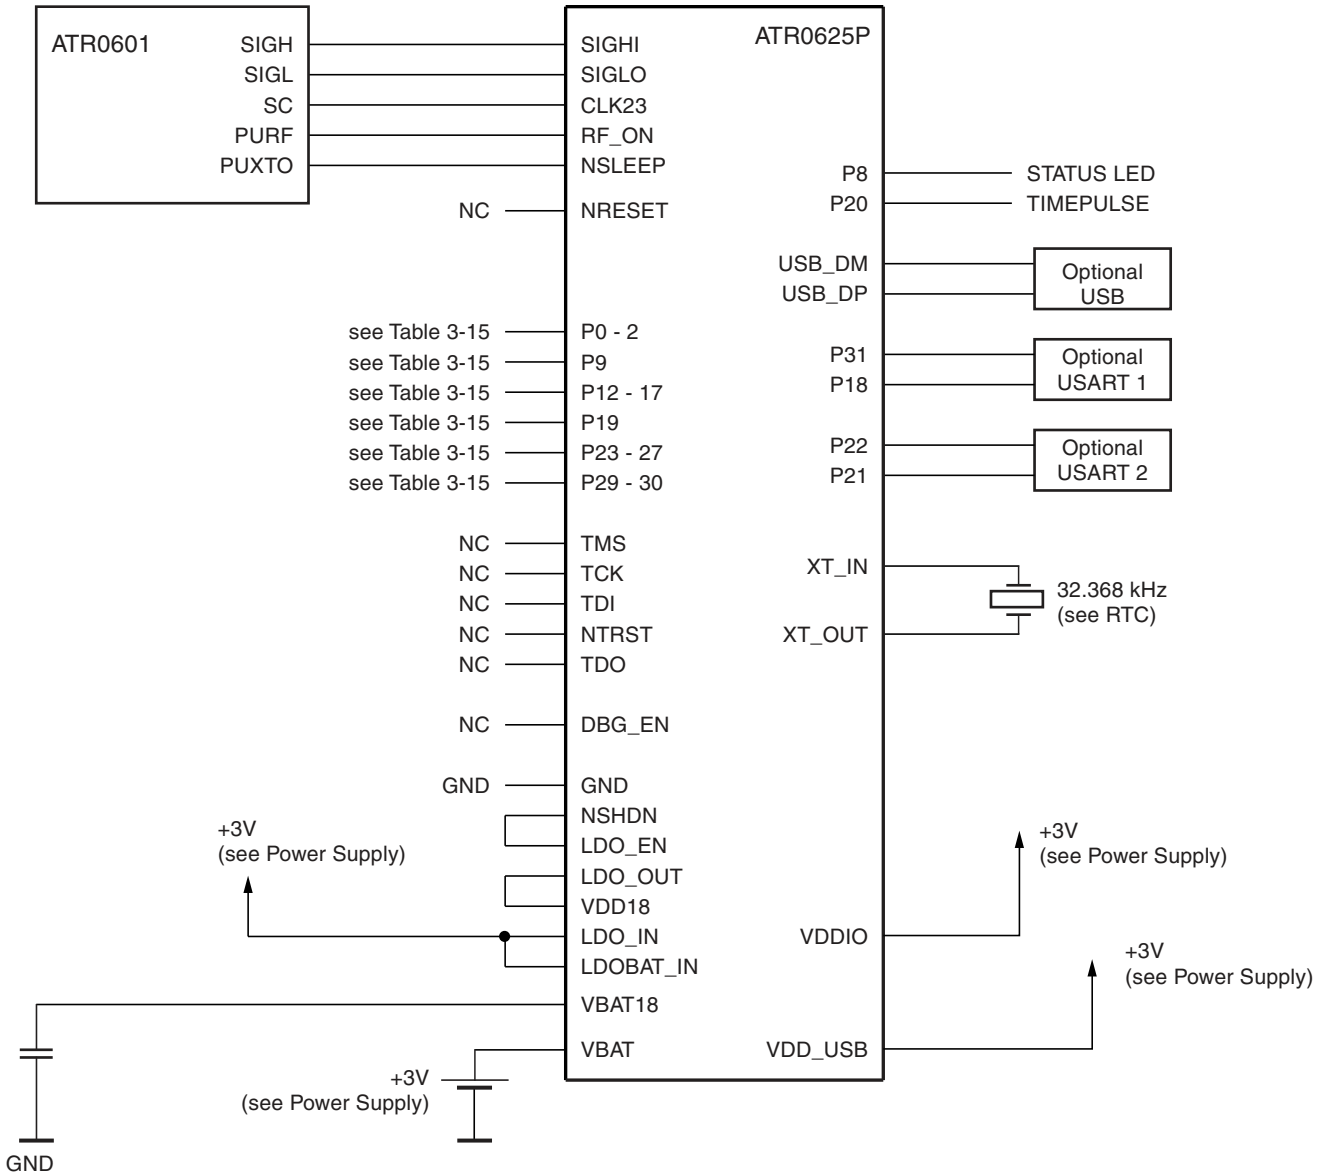 ATR0601
SIGH
SIGL
SC
PURF
PUXTO
ATR0625P
SIGHI
SIGLO
CLK23
RF_ON
NSLEEP
NC NRESET
see Table 3-15 P0 - 2
see Table 3-15 P9
see Table 3-15 P12 - 17
see Table 3-15 P19
see Table 3-15 P23 - 27
see Table 3-15 P29 - 30
NC TMS
NC TCK
NC TDI
NC NTRST
NC TDO
NC DBG_EN
GND GND
NSHDN
LDO_EN
LDO_OUT
VDD18
LDO_IN
LDOBAT_IN
VBAT18
VBAT
+3V
(see Power Supply)
+3V
(see Power Supply)
GND
P8 STATUS LED
P20 TIMEPULSE
USB_DM
USB_DP
Optional
USB
P31
P18
Optional
USART 1
P22
P21
Optional
USART 2
XT_IN
XT_OUT
32.368 kHz
(see RTC)
VDDIO
+3V
(see Power Supply)
VDD_USB
+3V
(see Power Supply)